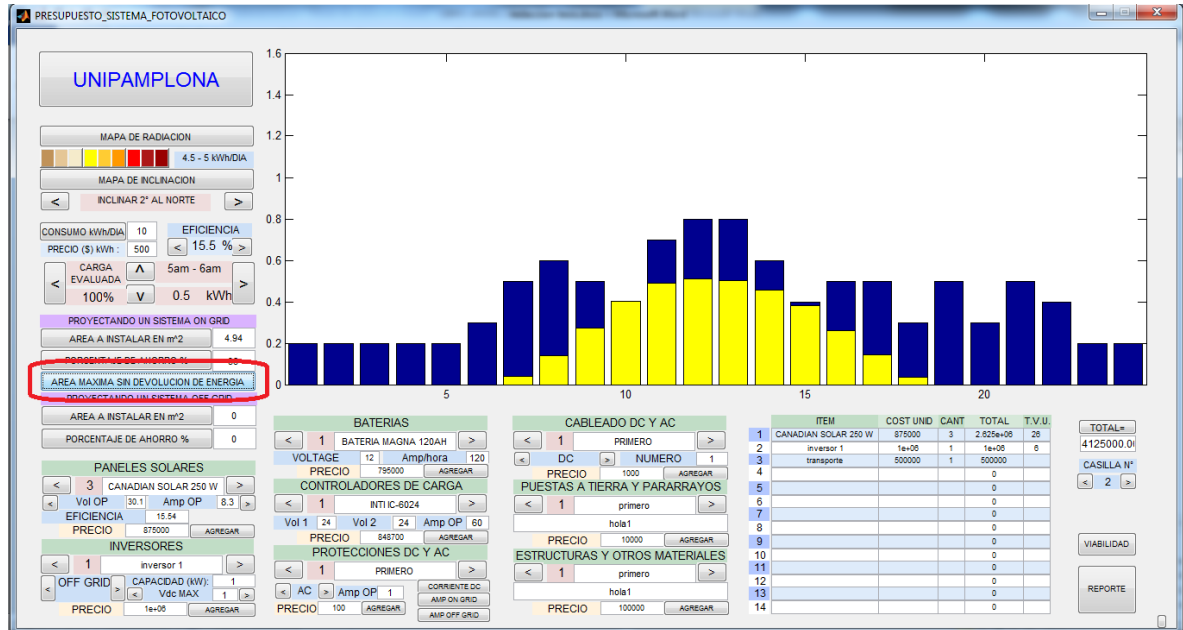 PRESUPUESTO_SISTEMA_FOTOVOLTAICO
UNIPAMPLONA
MAPA DE RADIACION
4.5 - 5 kWh/DIA
MAPA DE INCLINACION
< INCLINAR 2° AL NORTE >
CONSUMO kWh/DIA 10 EFICIENCIA
PRECIO ($) kWh : 500 < 15.5 % >
< CARGA EVALUADA Λ 5am - 6am >
100% V 0.5 kWh
PROYECTANDO UN SISTEMA ON GRID
AREA A INSTALAR EN m^2 4.94
PORCENTAJE DE AHORRO %
AREA MAXIMA SIN DEVOLUCION DE ENERGIA
PROYECTANDO UN SISTEMA OFF GRID
AREA A INSTALAR EN m^2 0
PORCENTAJE DE AHORRO % 0
PANELES SOLARES
< 3 CANADIAN SOLAR 250 W >
< Vol OP 30.1 Amp OP 8.3 >
EFICIENCIA 15.54
PRECIO 875000 AGREGAR
INVERSORES
< 1 inversor 1 >
< OFF GRID > CAPACIDAD (kW): 1
< Vdc MAX 1 >
PRECIO 1e+06 AGREGAR
1.6
1.4
1.2
1
0.8
0.6
0.4
0.2
0
5 10 15 20
BATERIAS
< 1 BATERIA MAGNA 120AH >
VOLTAGE 12 Amp/hora 120
PRECIO 795000 AGREGAR
CONTROLADORES DE CARGA
< 1 INTI IC-6024 >
Vol 1 24 Vol 2 24 Amp OP 60
PRECIO 848700 AGREGAR
PROTECCIONES DC Y AC
< 1 PRIMERO >
< AC > Amp OP 1 CORRIENTE DC
AMP ON GRID
PRECIO 100 AGREGAR AMP OFF GRID
CABLEADO DC Y AC
< 1 PRIMERO >
< DC > NUMERO 1
PRECIO 1000 AGREGAR
PUESTAS A TIERRA Y PARARRAYOS
< 1 primero >
hola1
PRECIO 10000 AGREGAR
ESTRUCTURAS Y OTROS MATERIALES
< 1 primero >
hola1
PRECIO 100000 AGREGAR
ITEM COST UNID CANT TOTAL T.V.U.
1 CANADIAN SOLAR 250 W 875000 3 2.625e+06 26
2 inversor 1 1e+06 1 1e+06 6
3 transporte 500000 1 500000
4 0
5 0
6 0
7 0
8 0
9 0
10 0
11 0
12 0
13 0
14 0
TOTAL=
4125000.0
CASILLA N°
< 2 >
VIABILIDAD
REPORTE